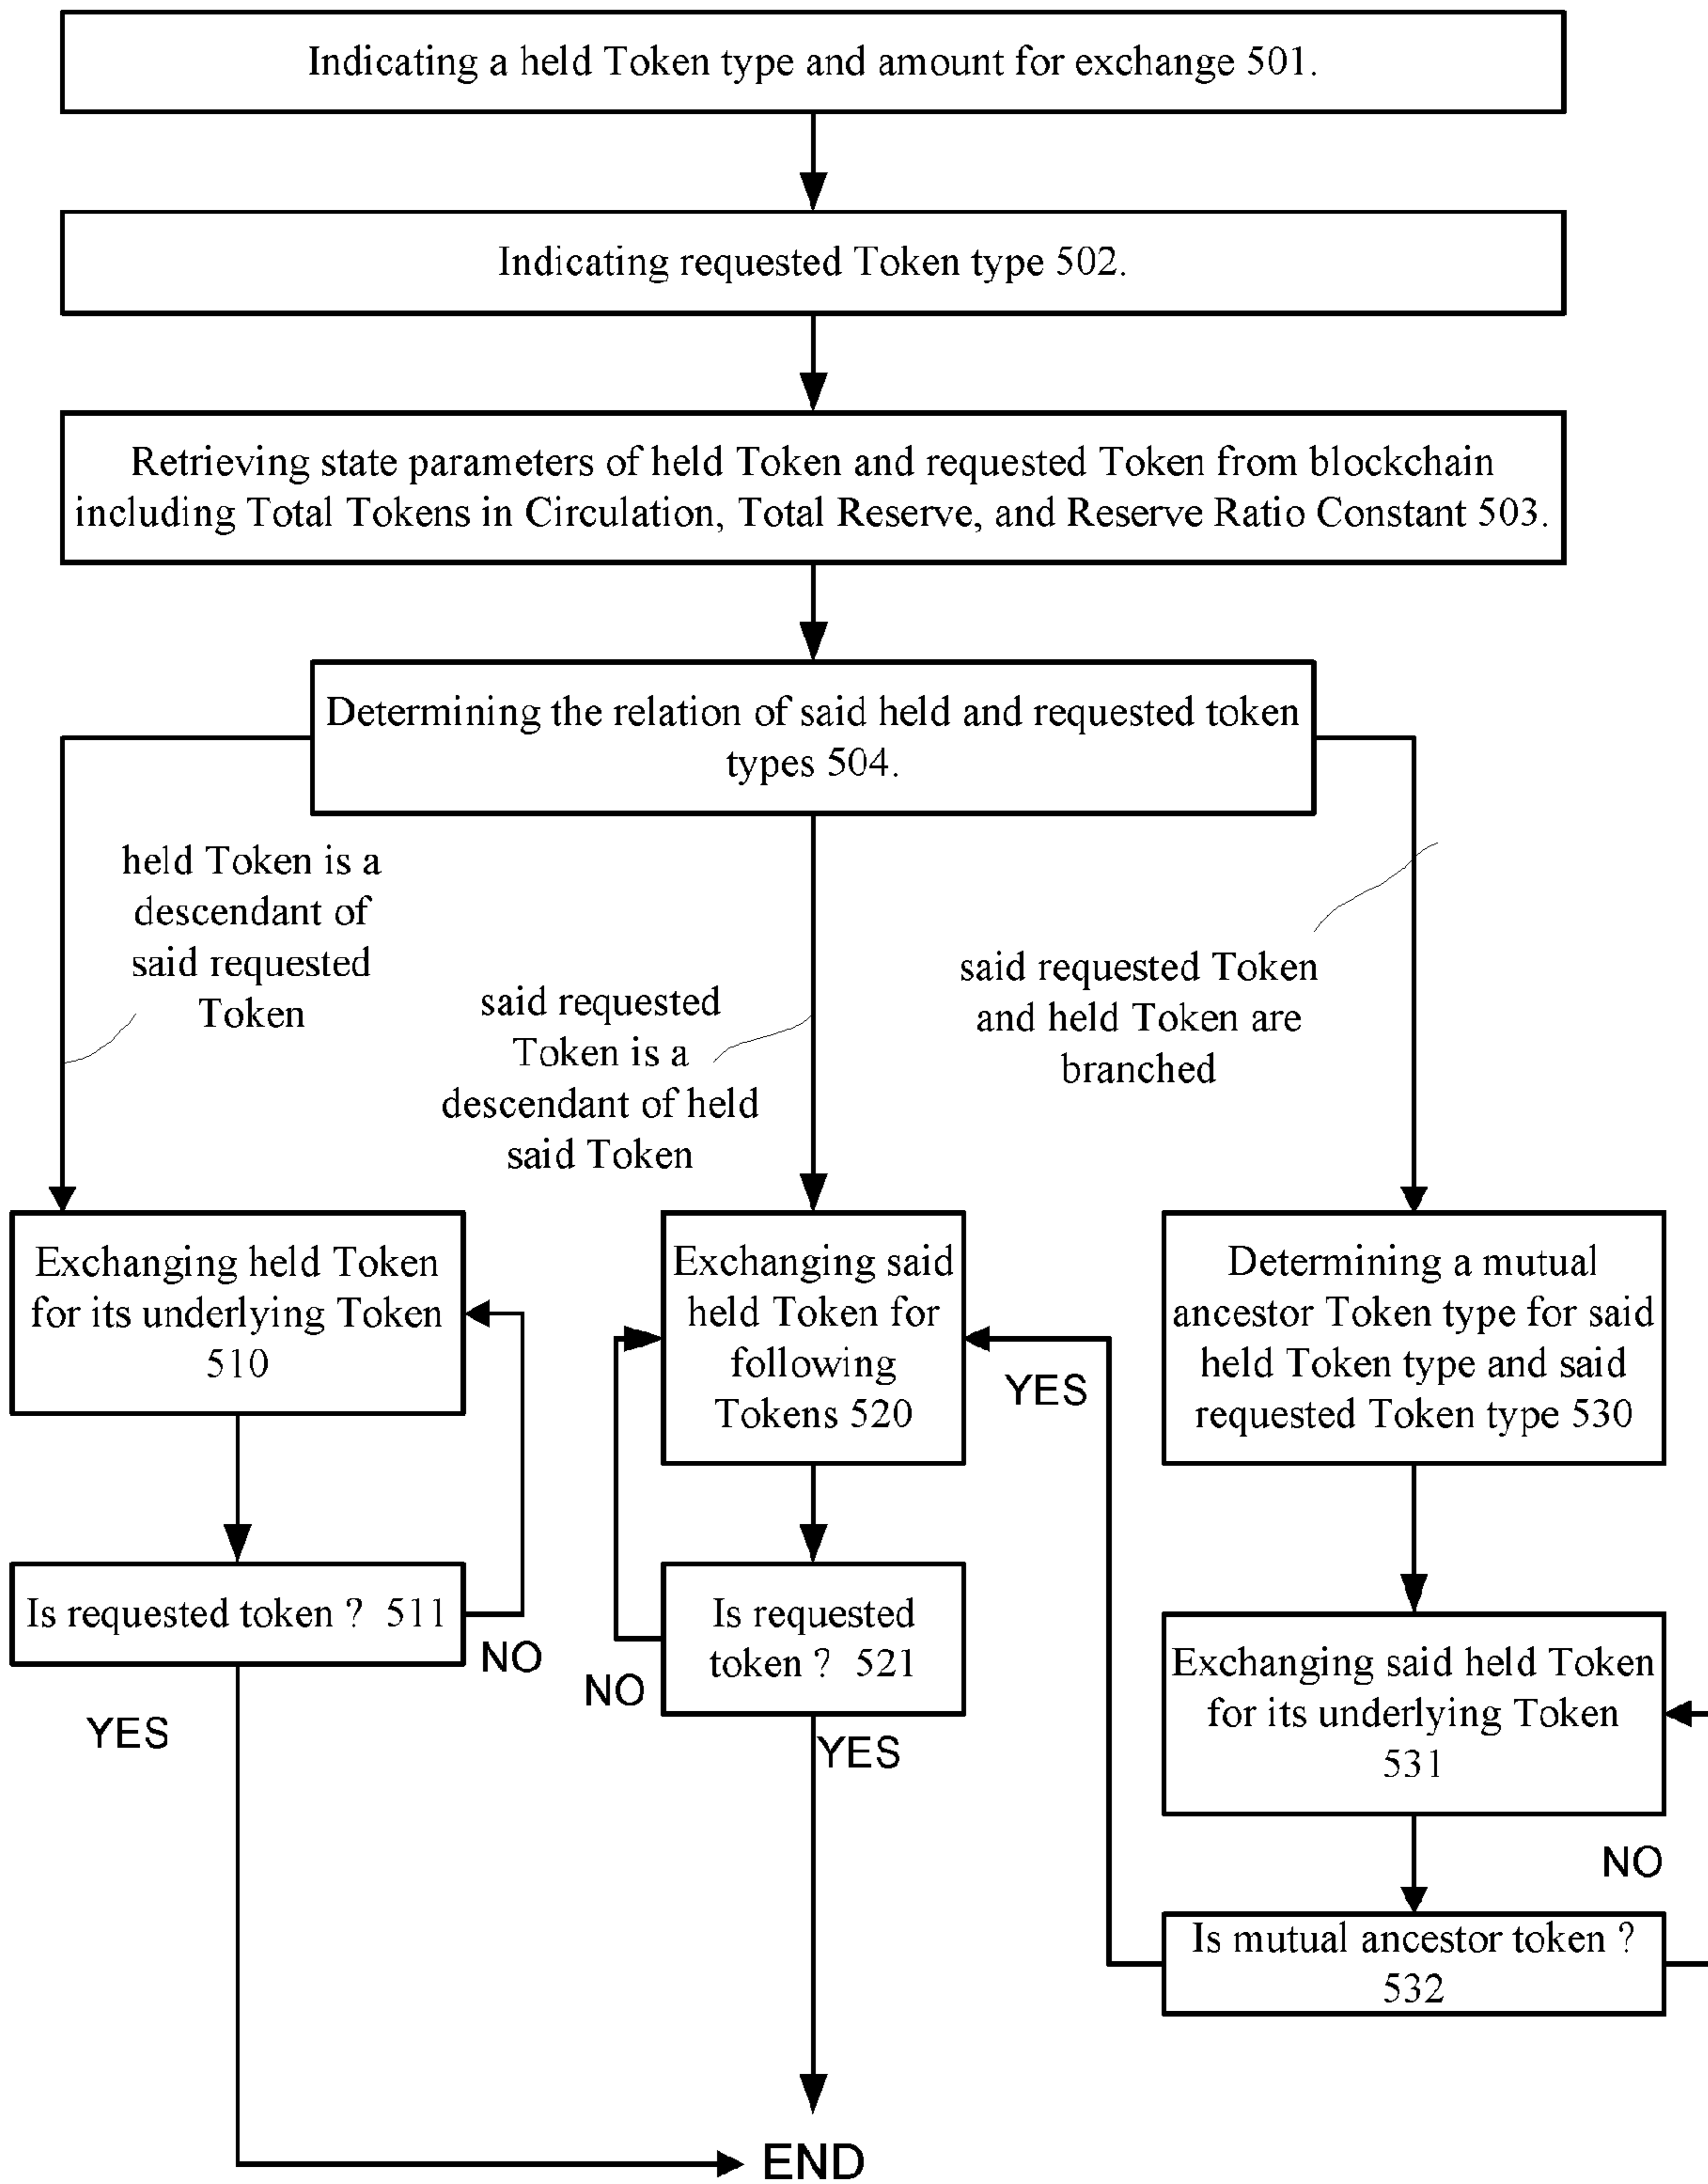 Indicating a held Token type and amount for exchange 501.
Indicating requested Token type 502.
Retrieving state parameters of held Token and requested Token from blockchain
including Total Tokens in Circulation, Total Reserve, and Reserve Ratio Constant 503.
Determining the relation of said held and requested token
types 504.
held Token is a
descendant of
said requested
Token
said requested
Token is a
descendant of held
said Token
said requested Token
and held Token are
branched
Exchanging held Token
for its underlying Token
510
Exchanging said
held Token for
following
Tokens 520
YES
Determining a mutual
ancestor Token type for said
held Token type and said
requested Token type 530
Is requested token ? 511
NO
YES
Is requested
token ? 521
NO
YES
Exchanging said held Token
for its underlying Token
531
NO
Is mutual ancestor token ?
532
END